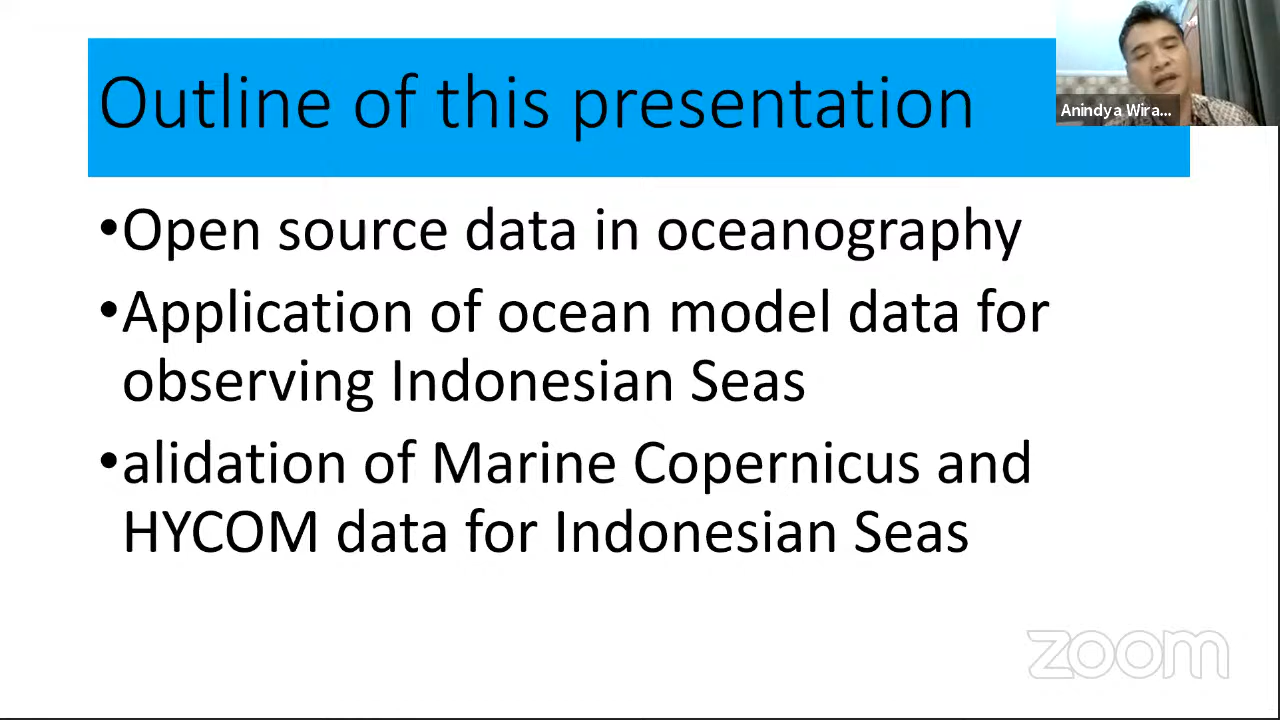 Outline of this presentation
Anindya Wira...
•Open source data in oceanography
•Application of ocean model data for
observing Indonesian Seas
•alidation of Marine Copernicus and
HYCOM data for Indonesian Seas
zoom